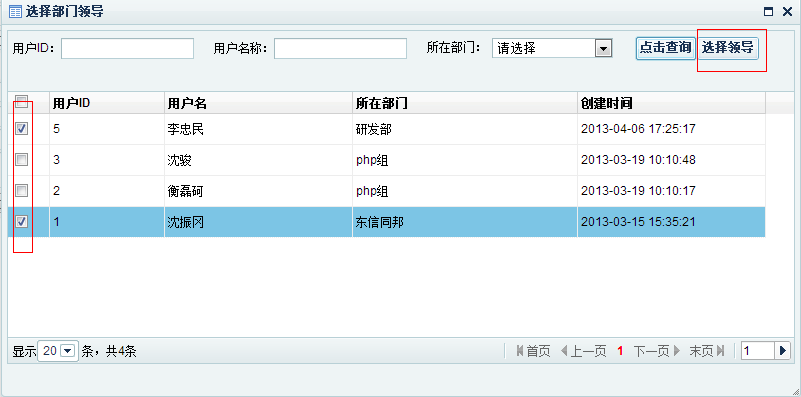 选择部门领导
用户ID： 用户名称： 所在部门： 请选择 点击查询 选择领导
用户ID 用户名 所在部门 创建时间
5 李忠民 研发部 2013-04-06 17:25:17
3 沈骏 php组 2013-03-19 10:10:48
2 衡磊砢 php组 2013-03-19 10:10:17
1 沈振冈 东信同邦 2013-03-15 15:35:21
显示 20 条，共4条 首页 上一页 1 下一页 末页 1